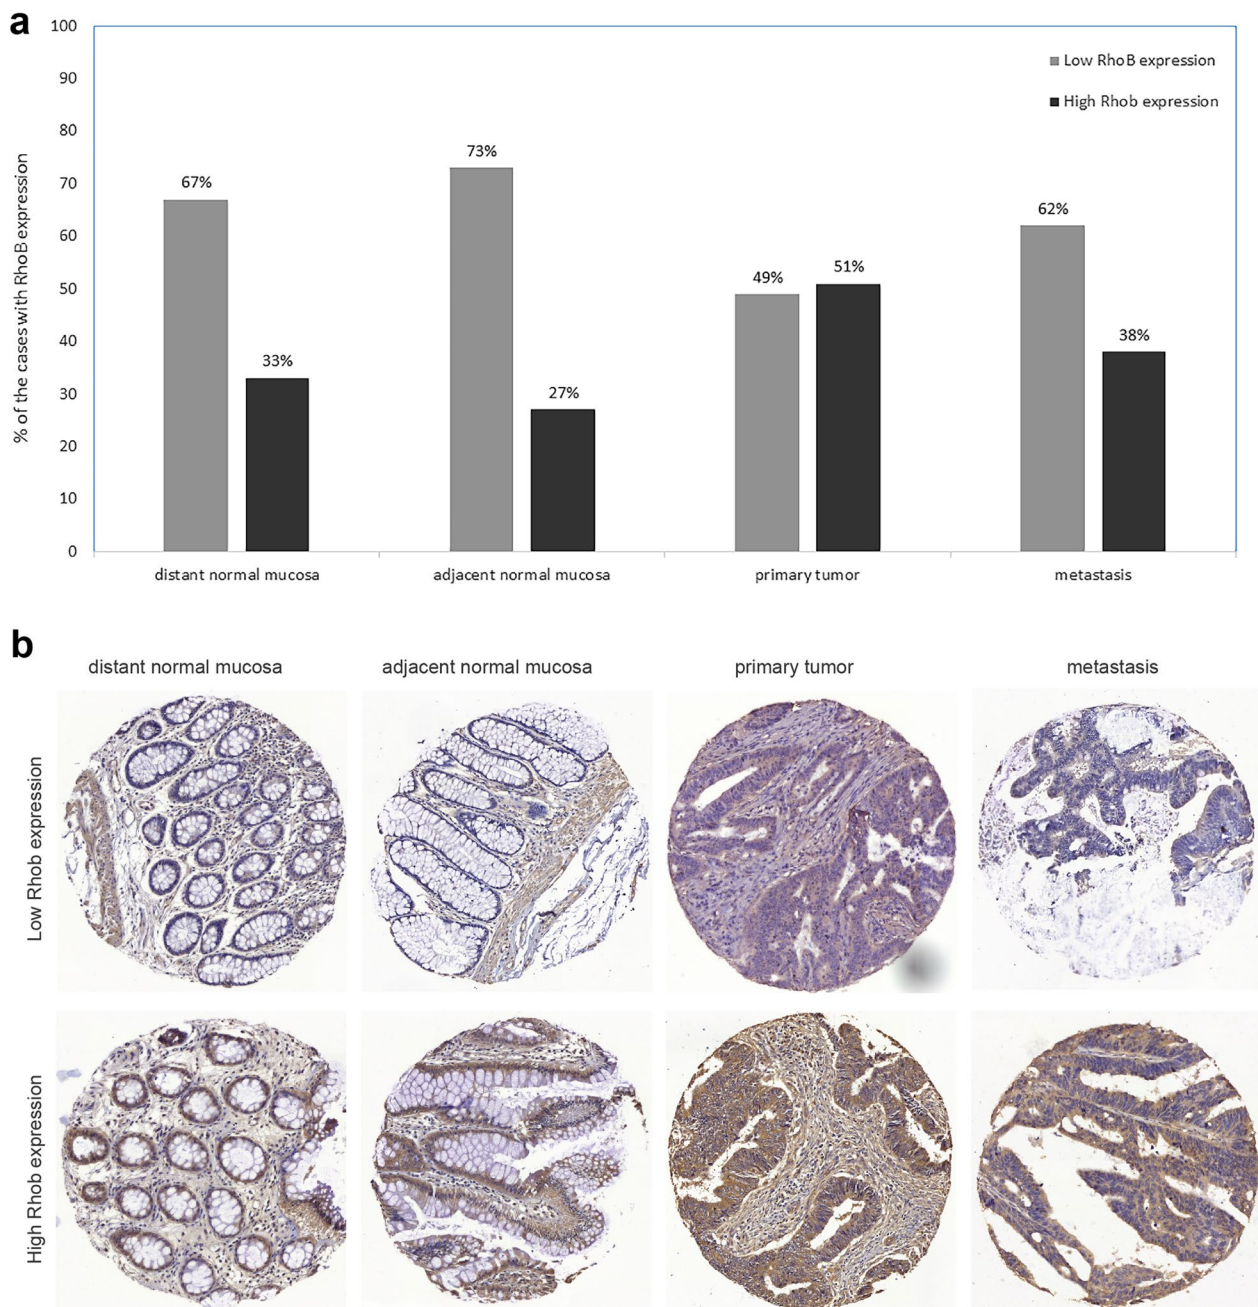 a
% of the cases with RhoB expression
100
90
80
70
60
50
40
30
20
10
0
Low RhoB expression
High Rhob expression
67%
33%
73%
27%
49%
51%
62%
38%
distant normal mucosa
adjacent normal mucosa
primary tumor
metastasis
b
distant normal mucosa
adjacent normal mucosa
primary tumor
metastasis
Low Rhob expression
High Rhob expression